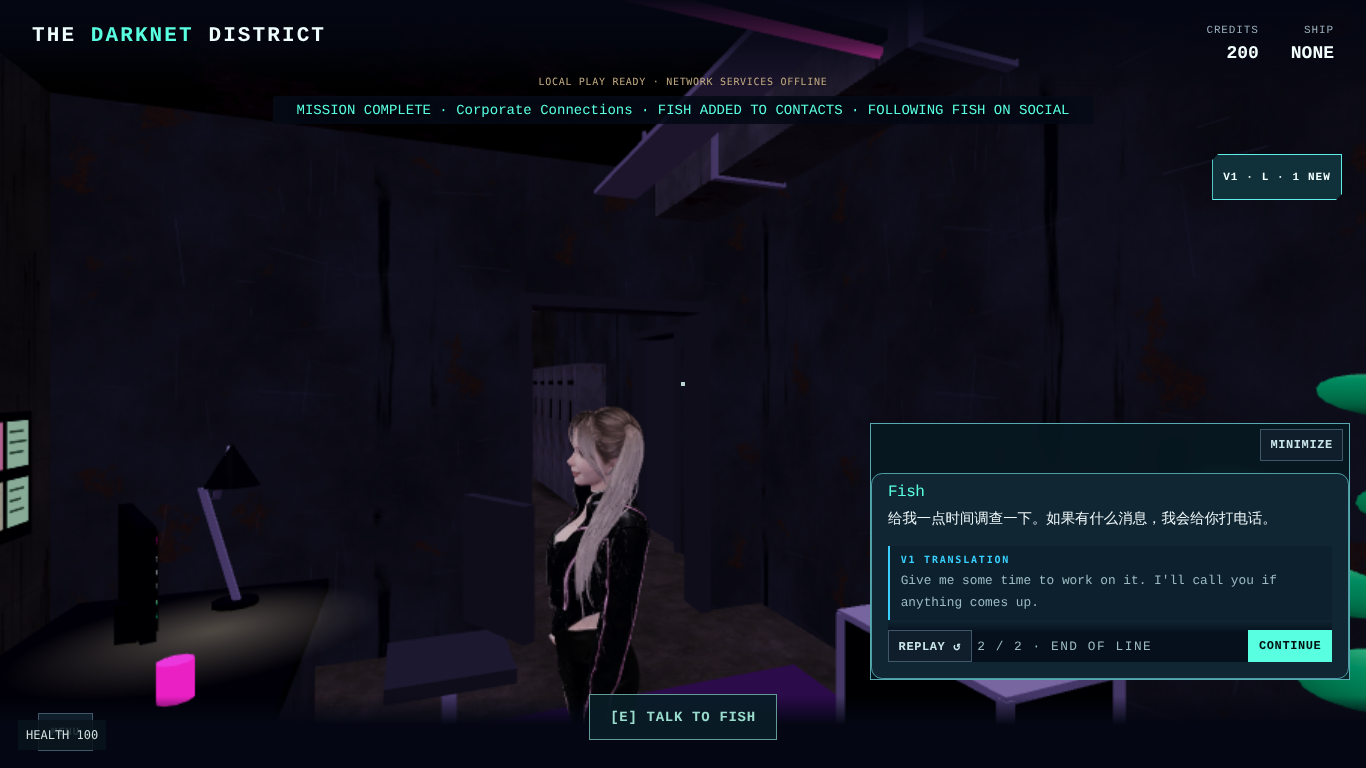 THE DARKNET DISTRICT
CREDITS
200
SHIP
NONE
LOCAL PLAY READY · NETWORK SERVICES OFFLINE
MISSION COMPLETE · Corporate Connections · FISH ADDED TO CONTACTS · FOLLOWING FISH ON SOCIAL
V1 · L · 1 NEW
MINIMIZE
Fish
给我一点时间调查一下。如果有什么消息，我会给你打电话。
V1 TRANSLATION
Give me some time to work on it. I'll call you if
anything comes up.
REPLAY ↺
2 / 2 · END OF LINE
CONTINUE
[E] TALK TO FISH
HEALTH 100